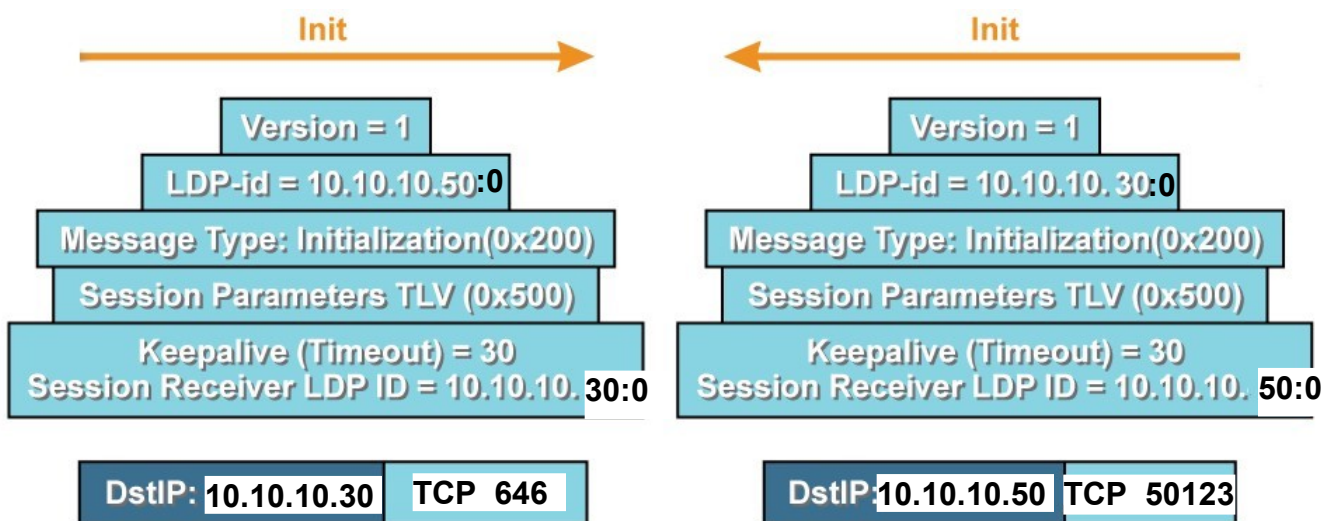 Init
Version = 1
LDP-id = 10.10.10.50:0
Message Type: Initialization(0x200)
Session Parameters TLV (0x500)
Keepalive (Timeout) = 30
Session Receiver LDP ID = 10.10.10.30:0
DstIP: 10.10.10.30 TCP 646
Init
Version = 1
LDP-id = 10.10.10. 30:0
Message Type: Initialization(0x200)
Session Parameters TLV (0x500)
Keepalive (Timeout) = 30
Session Receiver LDP ID = 10.10.10. 50:0
DstIP:10.10.10.50 TCP 50123